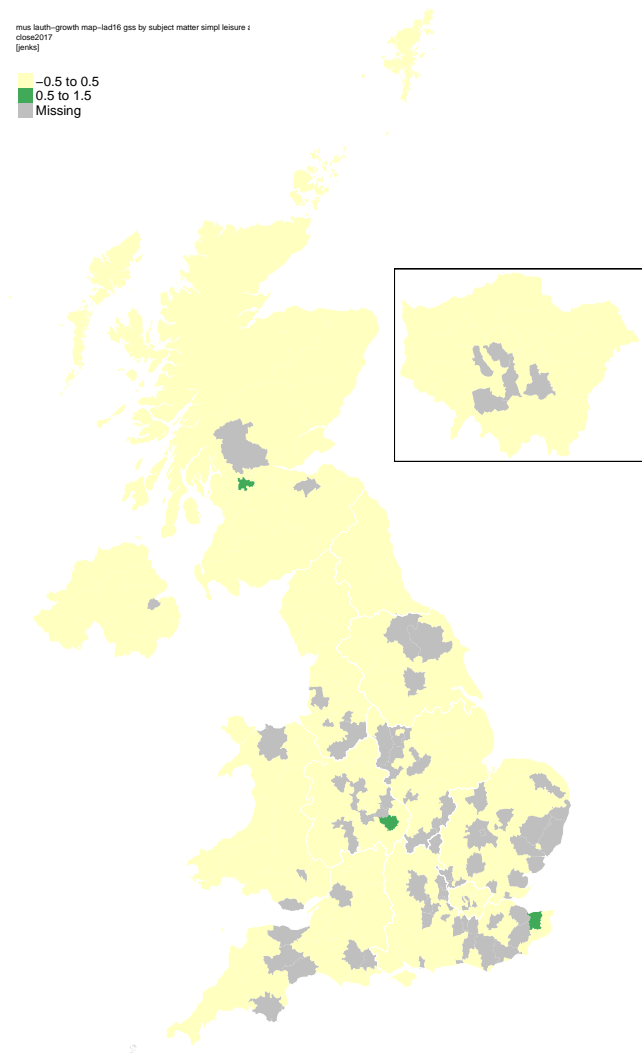 mus lauth−growth map−lad16 gss by subject matter simpl leisure
close2017
[jenks]
−0.5 to 0.5
0.5 to 1.5
Missing